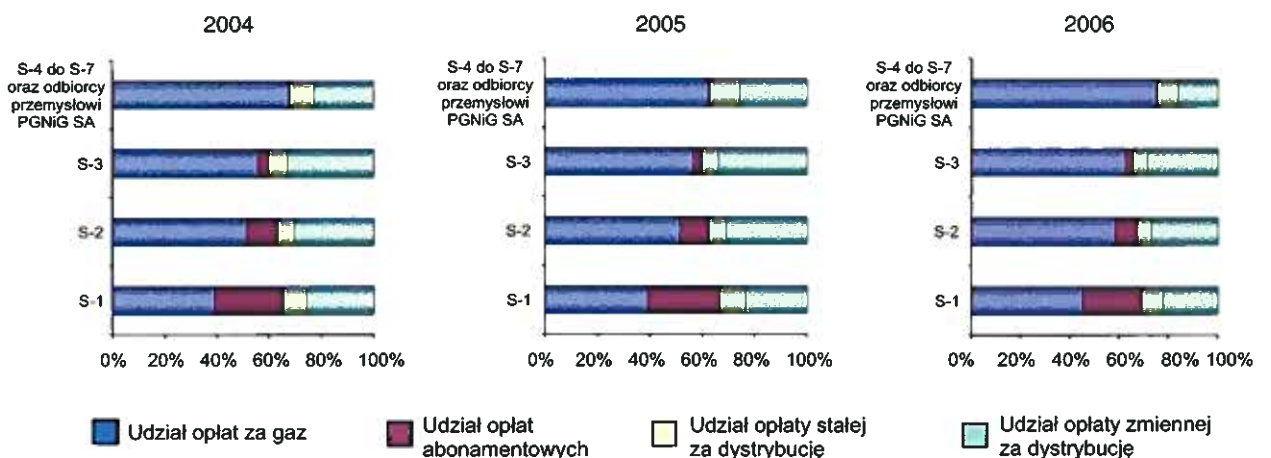 2004
S-4 do S-7
oraz odbiorcy
przemysłowi
PGNiG SA
S-3
S-2
S-1
0% 20% 40% 60% 80% 100%
2005
S-4 do S-7
oraz odbiorcy
przemysłowi
PGNiG SA
S-3
S-2
S-1
0% 20% 40% 60% 80% 100%
2006
S-4 do S-7
oraz odbiorcy
przemysłowi
PGNiG SA
S-3
S-2
S-1
0% 20% 40% 60% 80% 100%
Udział opłat za gaz
Udział opłat
abonamentowych
Udział opłaty stałej
za dystrybucję
Udział opłaty zmiennej
za dystrybucję